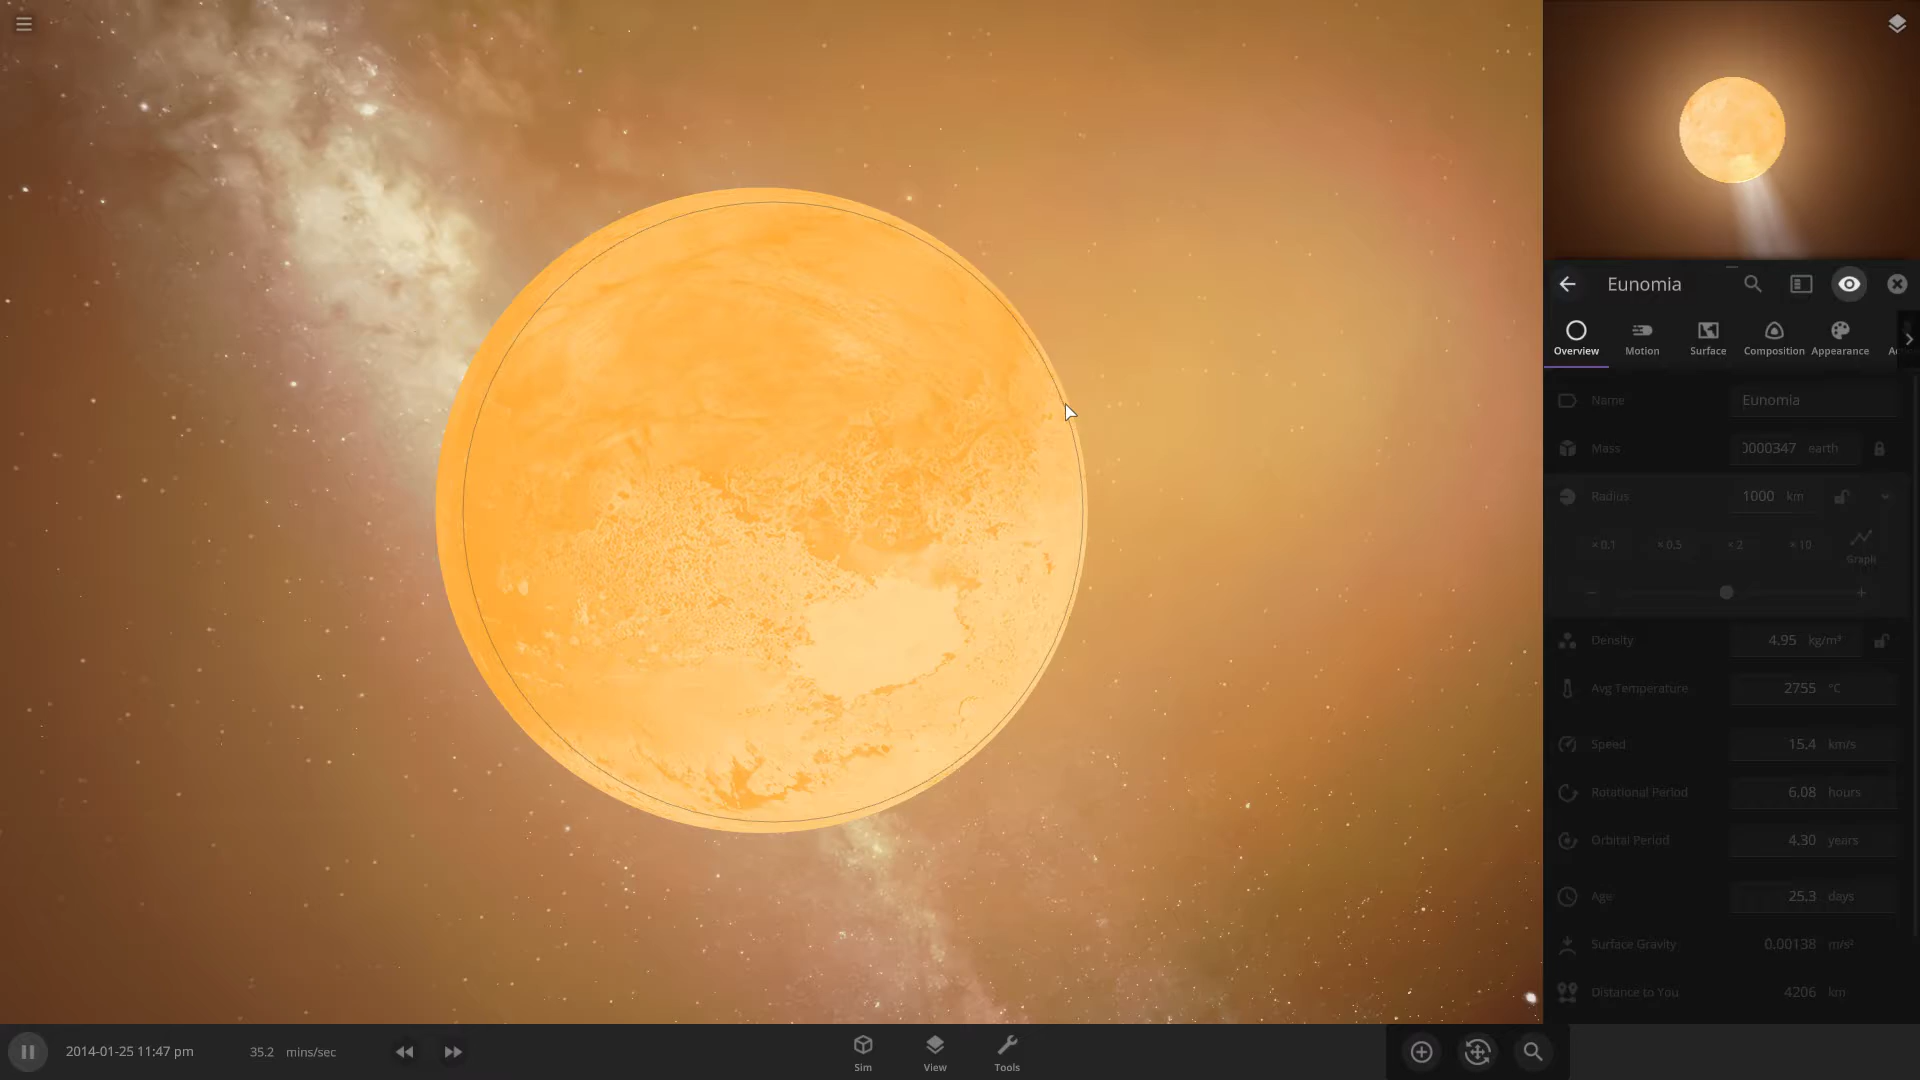 Eunomia
Overview
Motion
Surface
Composition
Appearance
Name Eunomia
Mass 0000347 earth
Radius 1000 km
× 0.1 × 0.5 × 2 × 10 Graph
Density 4.95 kg/m³
Avg Temperature 2755 °C
Speed 15.4 km/s
Rotational Period 6.08 hours
Orbital Period 4.30 years
Age 25.3 days
Surface Gravity 0.00138 m/s²
Distance to You 4206 km
2014-01-25 11:47 pm 35.2 mins/sec
Sim
View
Tools